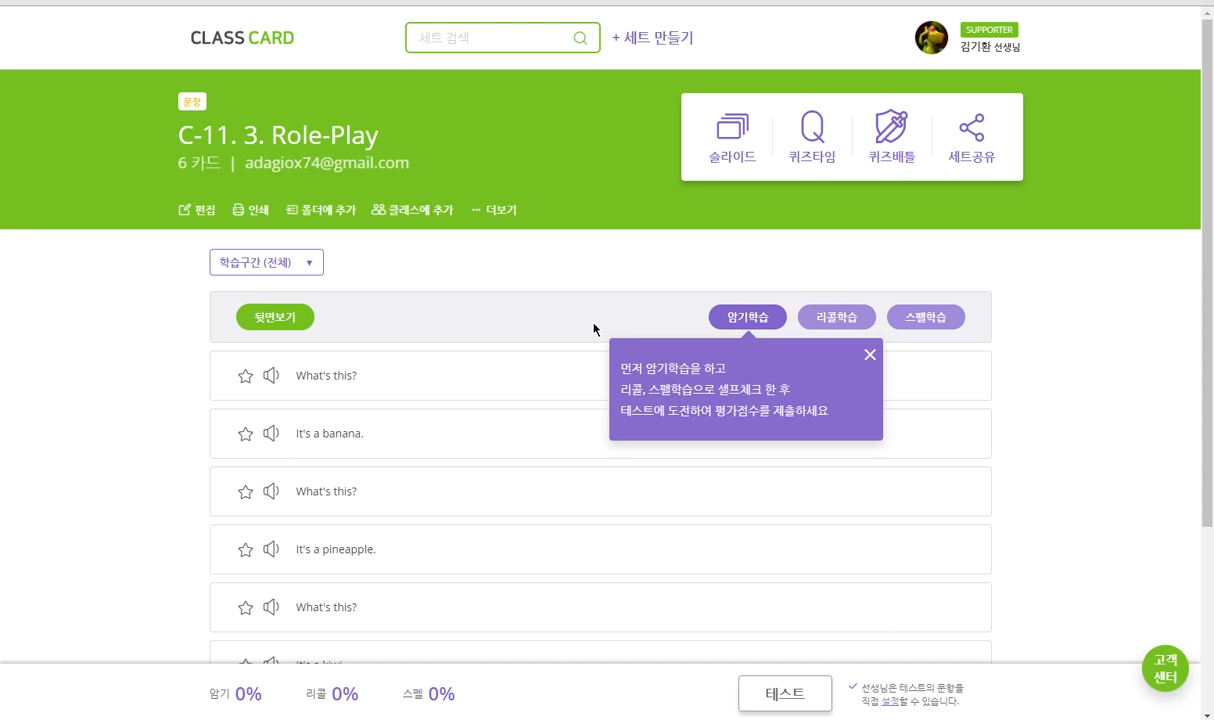 CLASS CARD
세트 검색
+ 세트 만들기
SUPPORTER
김기환 선생님
문장
C-11. 3. Role-Play
6 카드 | adagiox74@gmail.com
슬라이드
퀴즈타임
퀴즈배틀
세트공유
편집
인쇄
폴더에 추가
클래스에 추가
··· 더보기
학습구간 (전체) ▼
뒷면보기
암기학습
리콜학습
스펠학습
먼저 암기학습을 하고
리콜, 스펠학습으로 셀프체크 한 후
테스트에 도전하여 평가점수를 제출하세요
What's this?
It's a banana.
What's this?
It's a pineapple.
What's this?
It's a kiwi.
암기 0%
리콜 0%
스펠 0%
테스트
선생님은 테스트의 문항을
직접 설정할 수 있습니다.
고객
센터